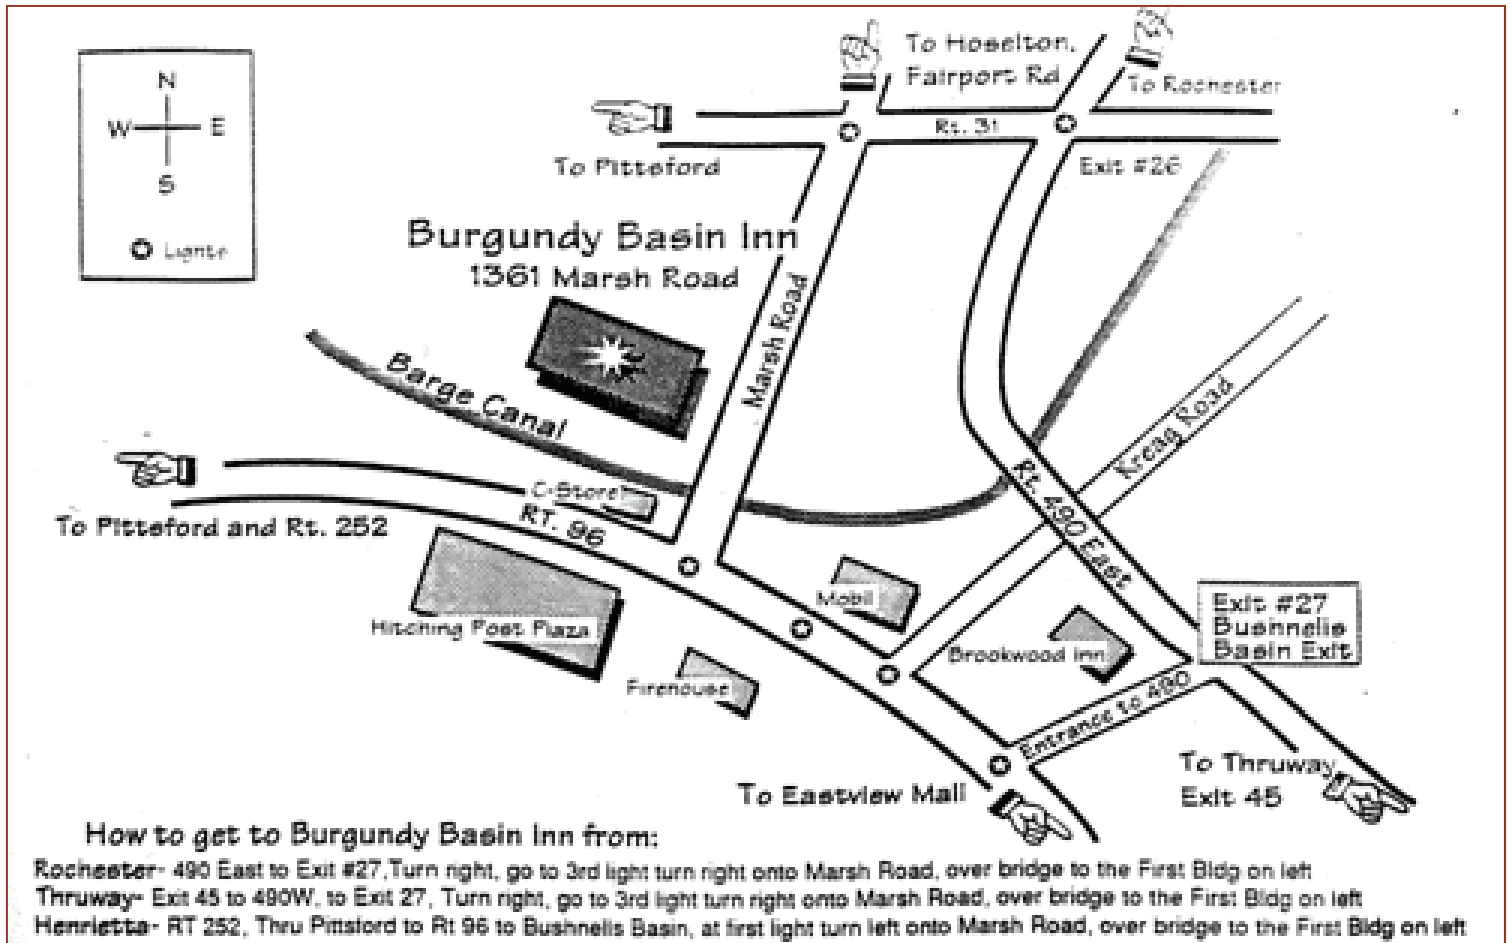 N
W E
S
Lights
To Hoselton,
Fairport Rd
To Rochester
Rt. 31
To Pittsford
Exit #26
Burgundy Basin Inn
1361 Marsh Road
Marsh Road
Barge Canal
Kreag Road
C-Store
RT. 96
To Pittsford and Rt. 252
Rt. 490 East
Mobil
Hitching Post Plaza
Firehouse
Brookwood Inn
Exit #27
Bushnells
Basin Exit
Entrance to 490
To Thruway
Exit 45
To Eastview Mall
How to get to Burgundy Basin Inn from:
Rochester- 490 East to Exit #27,Turn right, go to 3rd light turn right onto Marsh Road, over bridge to the First Bldg on left
Thruway- Exit 45 to 490W, to Exit 27, Turn right, go to 3rd light turn right onto Marsh Road, over bridge to the First Bldg on left
Henrietta- RT 252, Thru Pittsford to Rt 96 to Bushnells Basin, at first light turn left onto Marsh Road, over bridge to the First Bldg on left